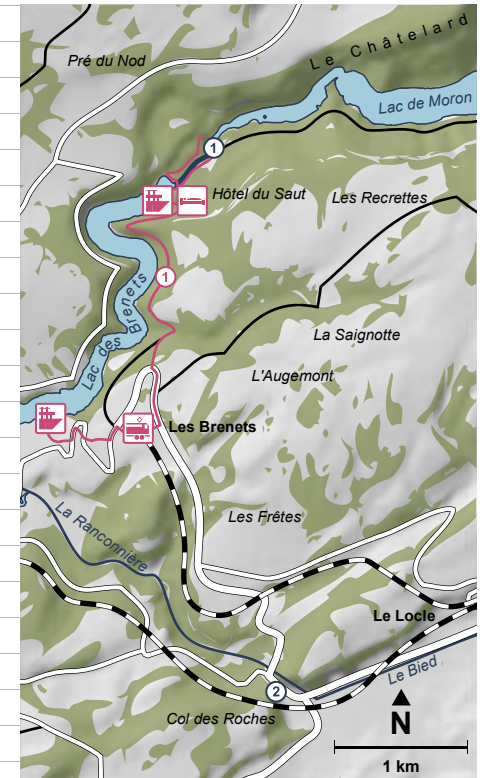 Le Châtelard
Pré du Nod
Lac de Moron
1
Hôtel du Saut
Les Recrettes
1
Lac des Brenets
La Saignotte
L'Augemont
Les Brenets
La Ranconnière
Les Frêtes
Le Locle
Le Bied
2
Col des Roches
N
1 km